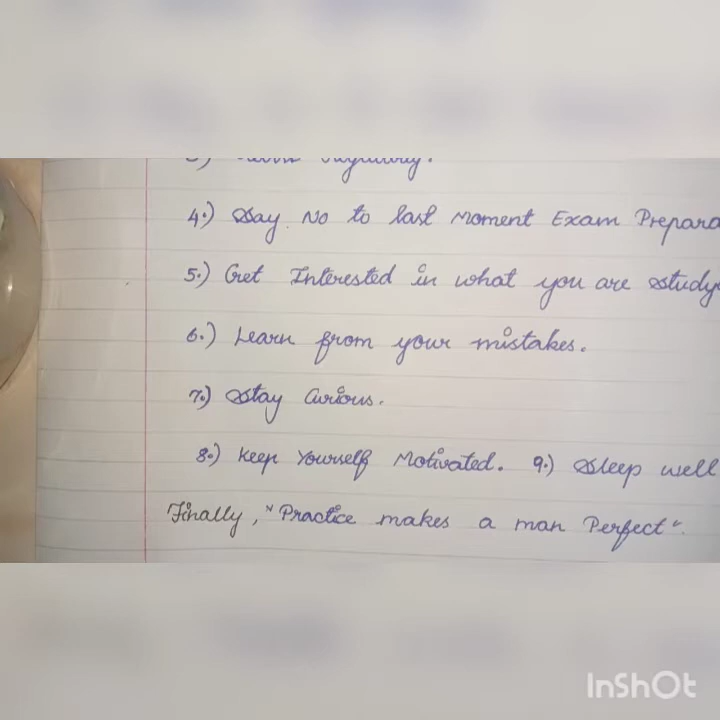 4.) Say No to last Moment Exam
5.) Get Interested in what you are
6.) Learn from your mistakes.
7.) Stay Curious.
8.) Keep Yourself Motivated. 9.) Sleep well
Finally, "Practice makes a man Perfect".
InShOt